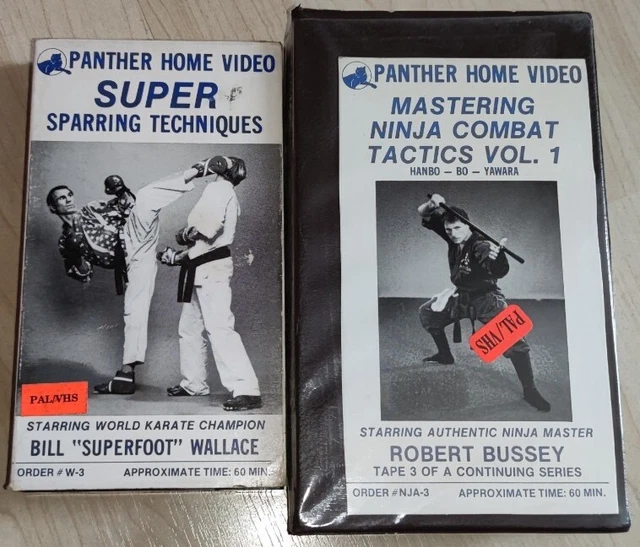 PANTHER HOME VIDEO
SUPER
SPARRING TECHNIQUES
PAL/VHS
STARRING WORLD KARATE CHAMPION
BILL "SUPERFOOT" WALLACE
ORDER # W-3 APPROXIMATE TIME: 60 MIN.
PANTHER HOME VIDEO
MASTERING
NINJA COMBAT
TACTICS VOL. 1
HANBO — BO — YAWARA
PAL/VHS
STARRING AUTHENTIC NINJA MASTER
ROBERT BUSSEY
TAPE 3 OF A CONTINUING SERIES
ORDER # NJA-3 APPROXIMATE TIME: 60 MIN.